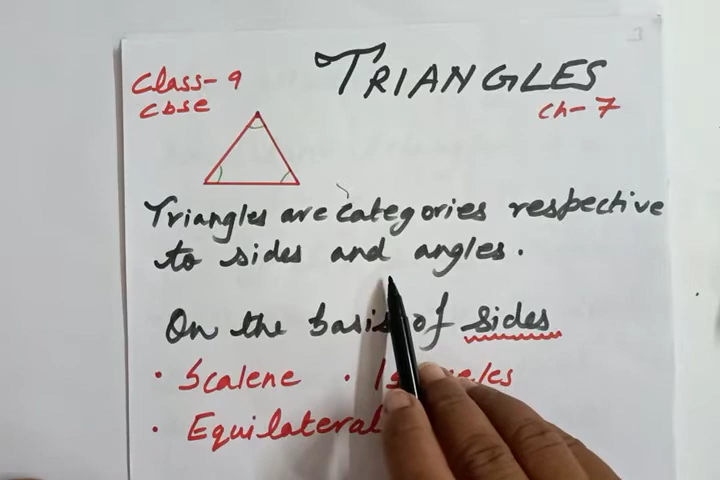 Class-9 TRIANGLES
CBSE Ch-7
Triangles are categories respective
to sides and angles.
On the basis of sides
• Scalene •
• Equilateral